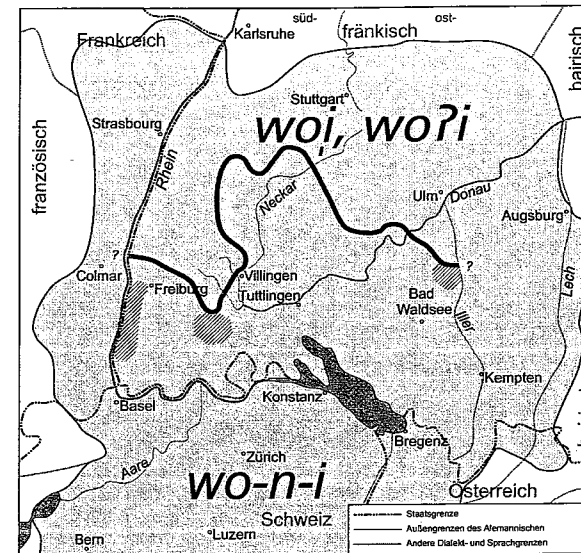 süd-
ost-
Frankreich
Karlsruhe
fränkisch
bairisch
Stuttgart
woi̯, woʔi
Strasbourg
Rhein
französisch
Neckar
Ulm
Donau
Augsburg
?
?
Colmar
Villingen
Freiburg
Tuttlingen
Bad
Waldsee
Iller
Lech
Kempten
Konstanz
Basel
Bregenz
Aare
Zürich
wo-n-i
Österreich
Schweiz
Bern
Luzern
Staatsgrenze
Außengrenzen des Alemannischen
Andere Dialekt- und Sprachgrenzen